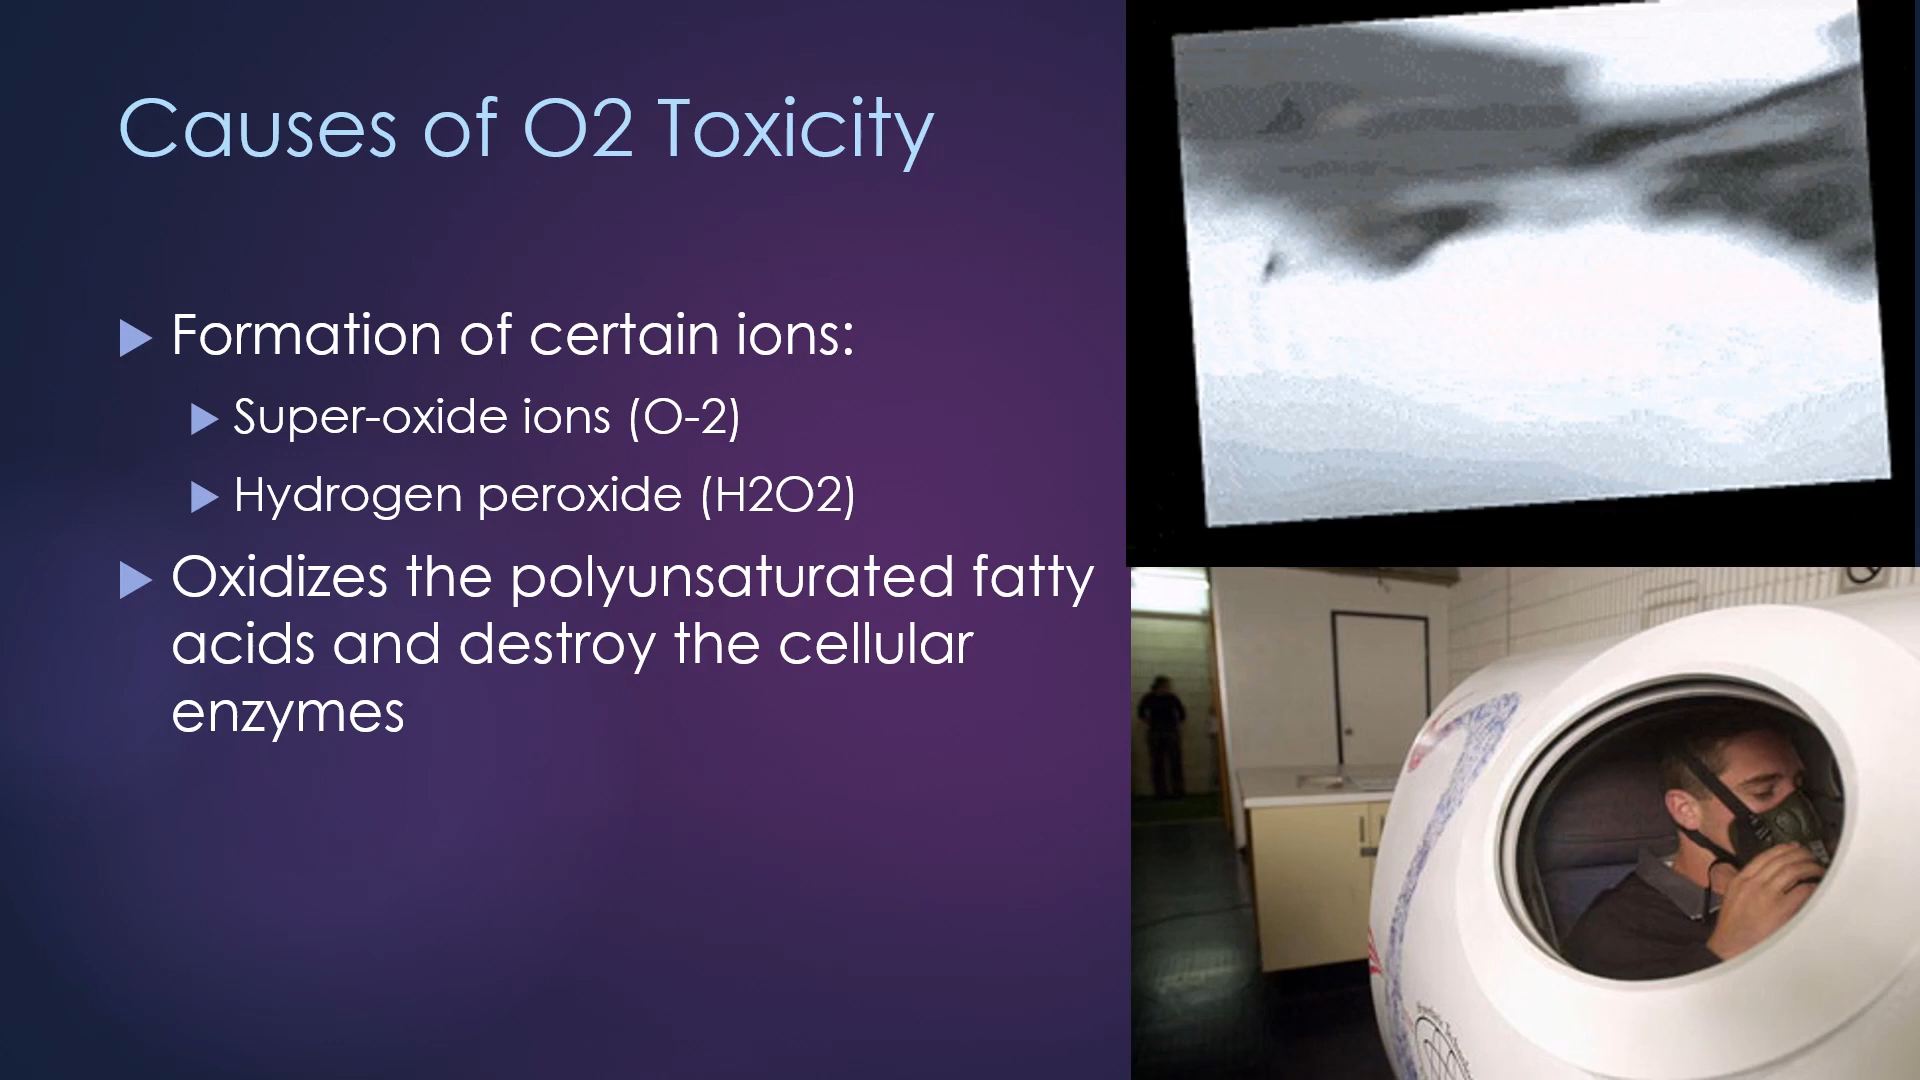 Causes of O2 Toxicity
Formation of certain ions:
Super-oxide ions (O-2)
Hydrogen peroxide (H2O2)
Oxidizes the polyunsaturated fatty
acids and destroy the cellular
enzymes